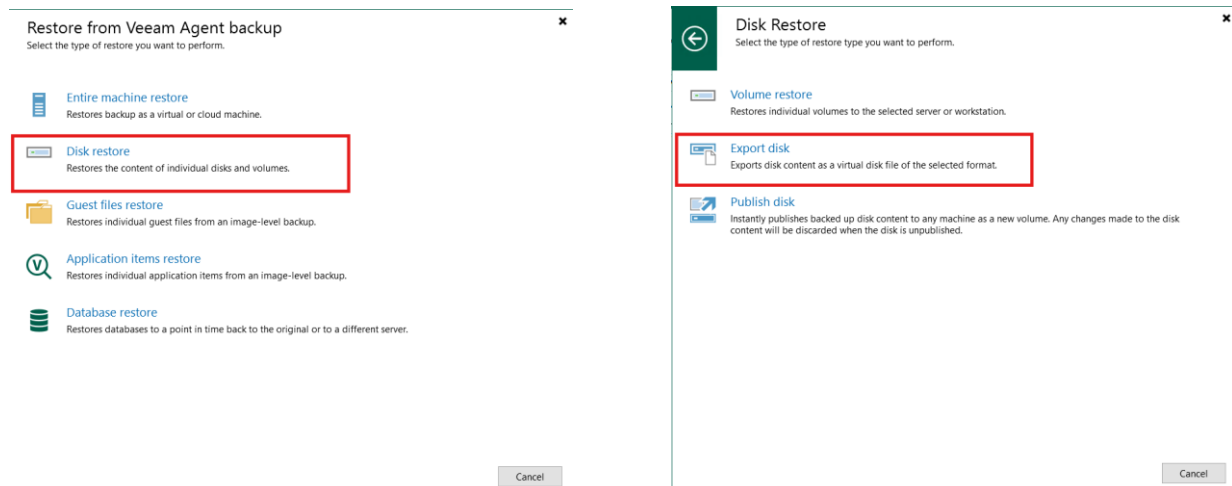 Restore from Veeam Agent backup
Select the type of restore you want to perform.
Entire machine restore
Restores backup as a virtual or cloud machine.
Disk restore
Restores the content of individual disks and volumes.
Guest files restore
Restores individual guest files from an image-level backup.
Application items restore
Restores individual application items from an image-level backup.
Database restore
Restores databases to a point in time back to the original or to a different server.
Cancel
Disk Restore
Select the type of restore type you want to perform.
Volume restore
Restores individual volumes to the selected server or workstation.
Export disk
Exports disk content as a virtual disk file of the selected format.
Publish disk
Instantly publishes backed up disk content to any machine as a new volume. Any changes made to the disk
content will be discarded when the disk is unpublished.
Cancel